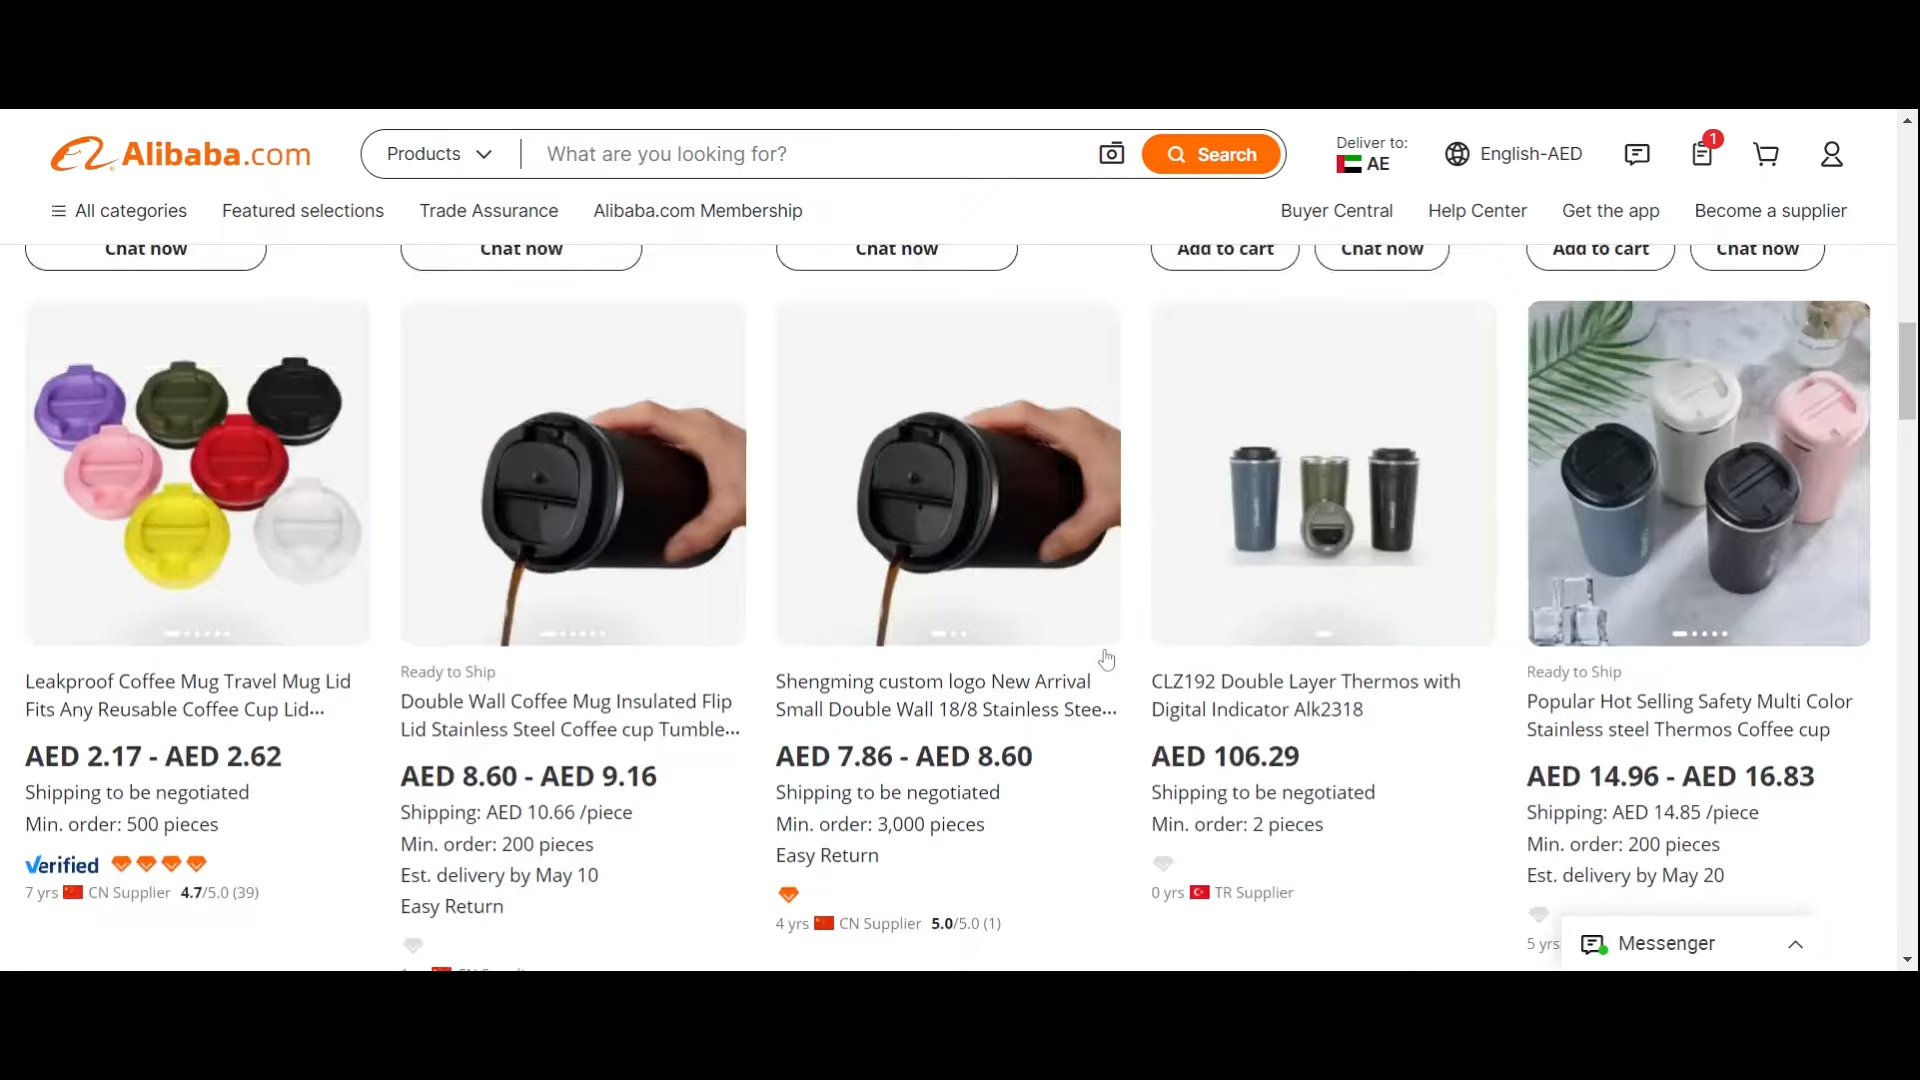 Alibaba.com
Products
What are you looking for?
Search
Deliver to:
AE
English-AED
1
All categories
Featured selections
Trade Assurance
Alibaba.com Membership
Buyer Central
Help Center
Get the app
Become a supplier
Chat now
Chat now
Chat now
Add to cart
Chat now
Add to cart
Chat now
Leakproof Coffee Mug Travel Mug Lid
Fits Any Reusable Coffee Cup Lid...
AED 2.17 - AED 2.62
Shipping to be negotiated
Min. order: 500 pieces
Verified
7 yrs CN Supplier 4.7/5.0 (39)
Ready to Ship
Double Wall Coffee Mug Insulated Flip
Lid Stainless Steel Coffee cup Tumble...
AED 8.60 - AED 9.16
Shipping: AED 10.66 /piece
Min. order: 200 pieces
Est. delivery by May 10
Easy Return
Shengming custom logo New Arrival
Small Double Wall 18/8 Stainless Stee...
AED 7.86 - AED 8.60
Shipping to be negotiated
Min. order: 3,000 pieces
Easy Return
4 yrs CN Supplier 5.0/5.0 (1)
CLZ192 Double Layer Thermos with
Digital Indicator Alk2318
AED 106.29
Shipping to be negotiated
Min. order: 2 pieces
0 yrs TR Supplier
Ready to Ship
Popular Hot Selling Safety Multi Color
Stainless steel Thermos Coffee cup
AED 14.96 - AED 16.83
Shipping: AED 14.85 /piece
Min. order: 200 pieces
Est. delivery by May 20
5 yrs
Messenger